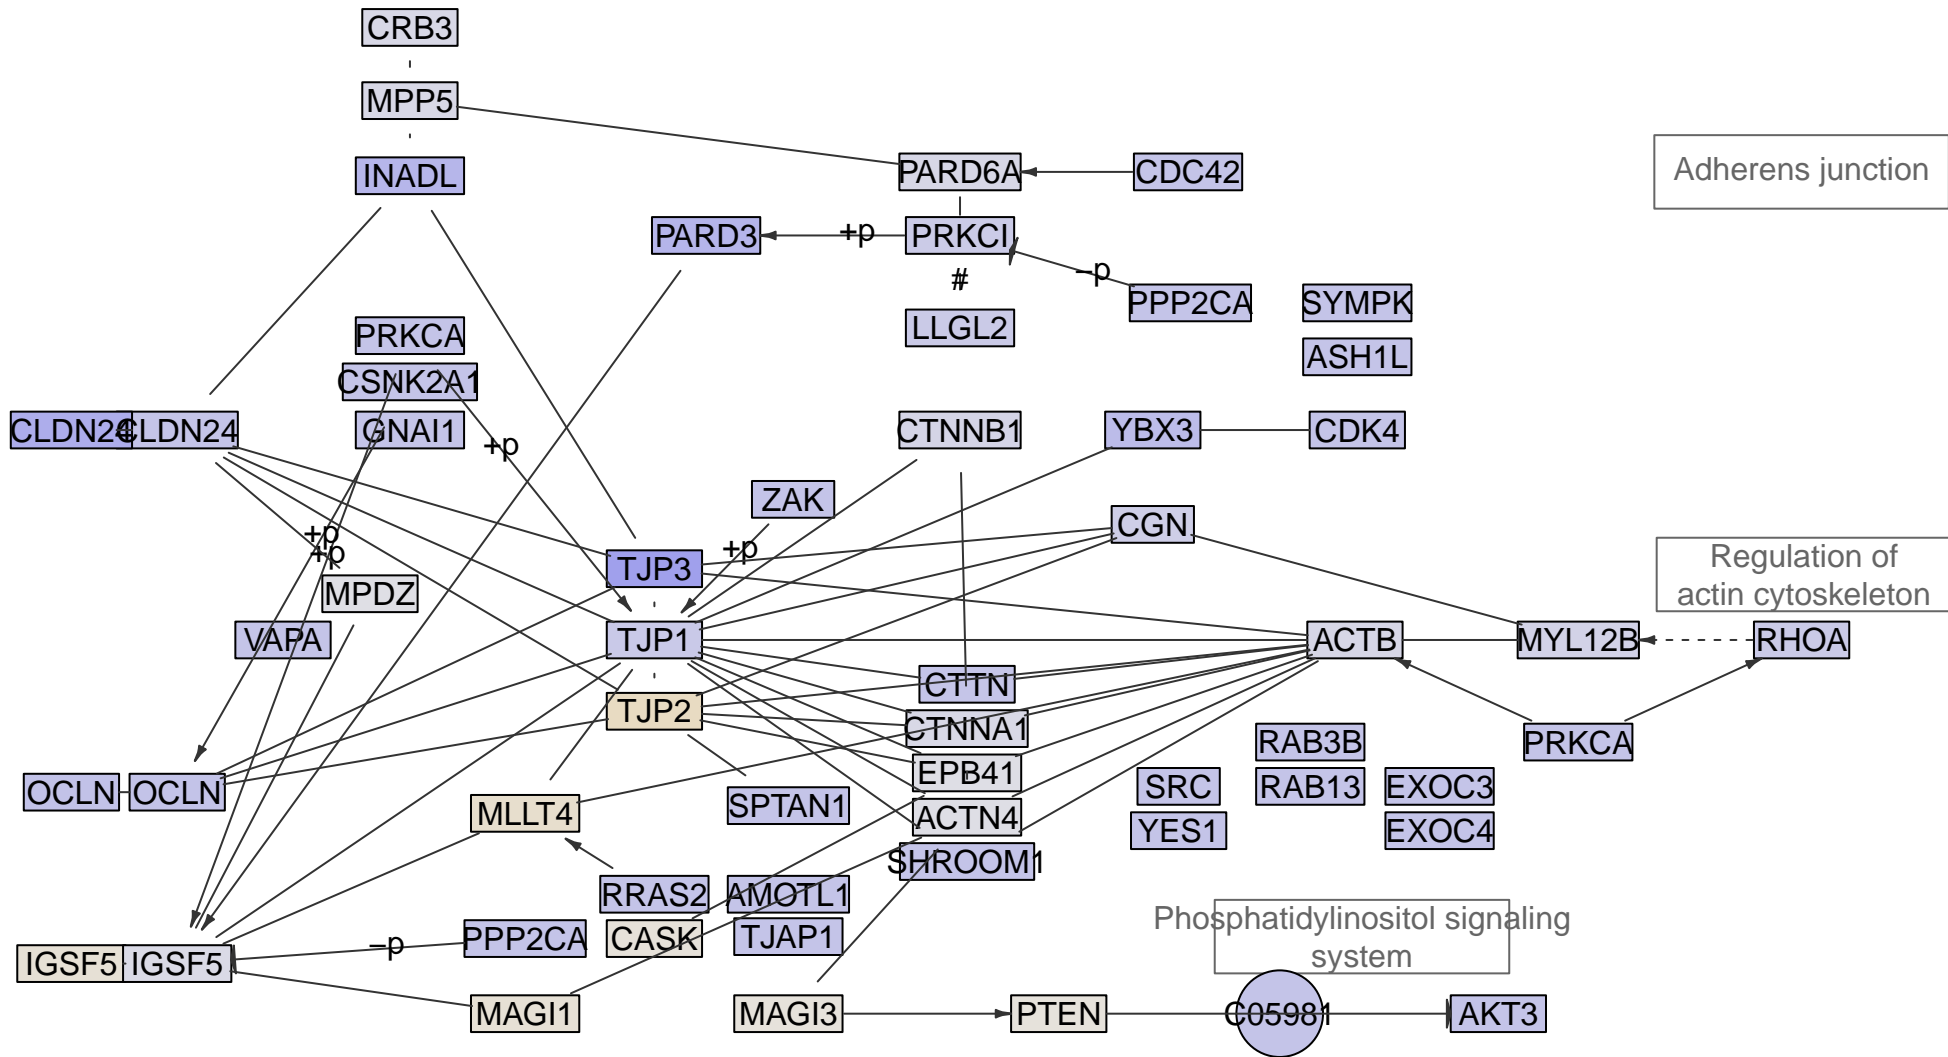 CRB3
MPP5
INADL
PARD6A
CDC42
Adherens junction
PARD3
+p
PRKCI
#
–p
LLGL2
PPP2CA
SYMPK
ASH1L
PRKCA
CSNK2A1
GNAI1
CLDN24
CLDN24
+p
CTNNB1
YBX3
CDK4
ZAK
CGN
+p
+p
+p
TJP3
MPDZ
VAPA
TJP1
TJP2
ACTB
MYL12B
RHOA
Regulation of
actin cytoskeleton
CTTN
CTNNA1
EPB41
ACTN4
SHROOM1
RAB3B
PRKCA
OCLN
OCLN
MLLT4
SPTAN1
SRC
RAB13
EXOC3
YES1
EXOC4
RRAS2
AMOTL1
PPP2CA
CASK
TJAP1
–p
IGSF5
IGSF5
Phosphatidylinositol signaling
system
MAGI1
MAGI3
PTEN
C05981
AKT3